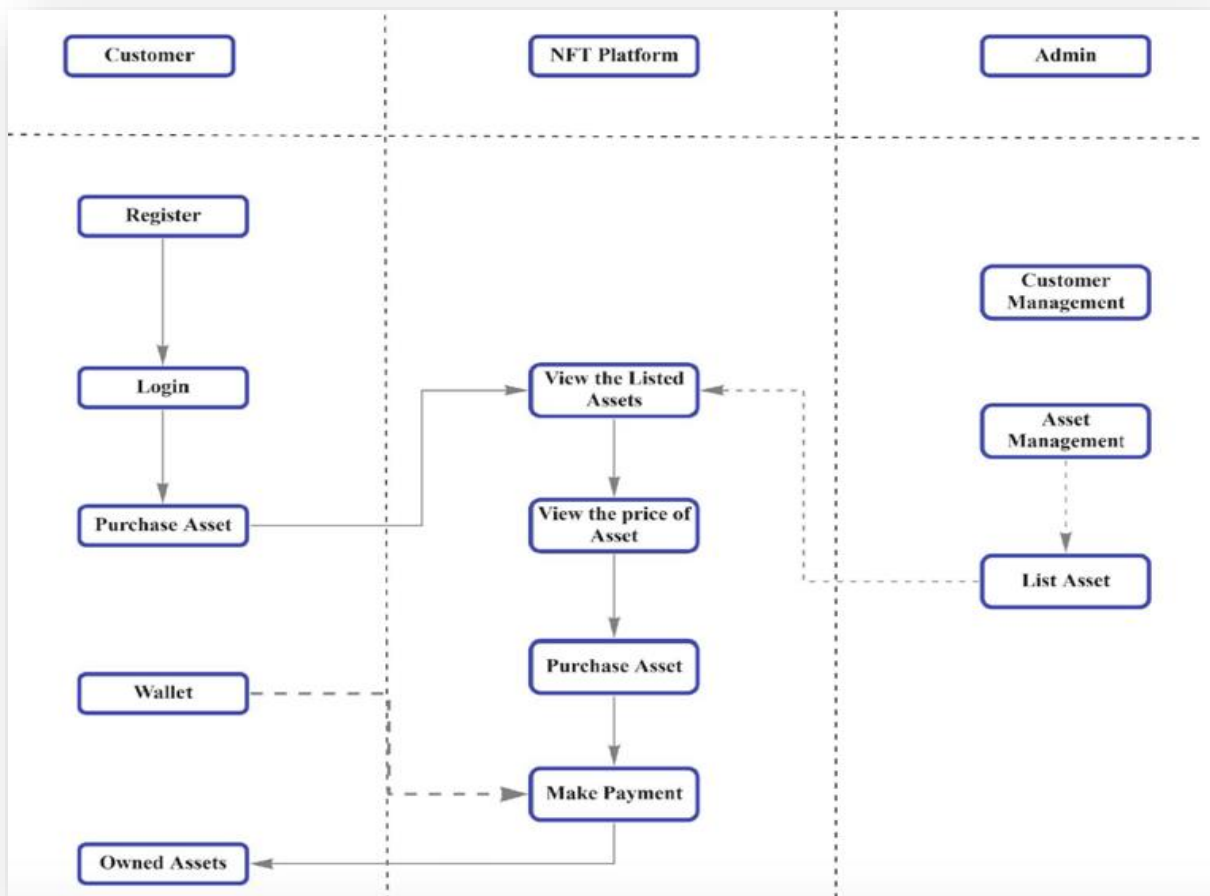 Customer
NFT Platform
Admin
Register
Customer
Management
Login
View the Listed
Assets
Asset
Management
Purchase Asset
View the price of
Asset
List Asset
Wallet
Purchase Asset
Make Payment
Owned Assets